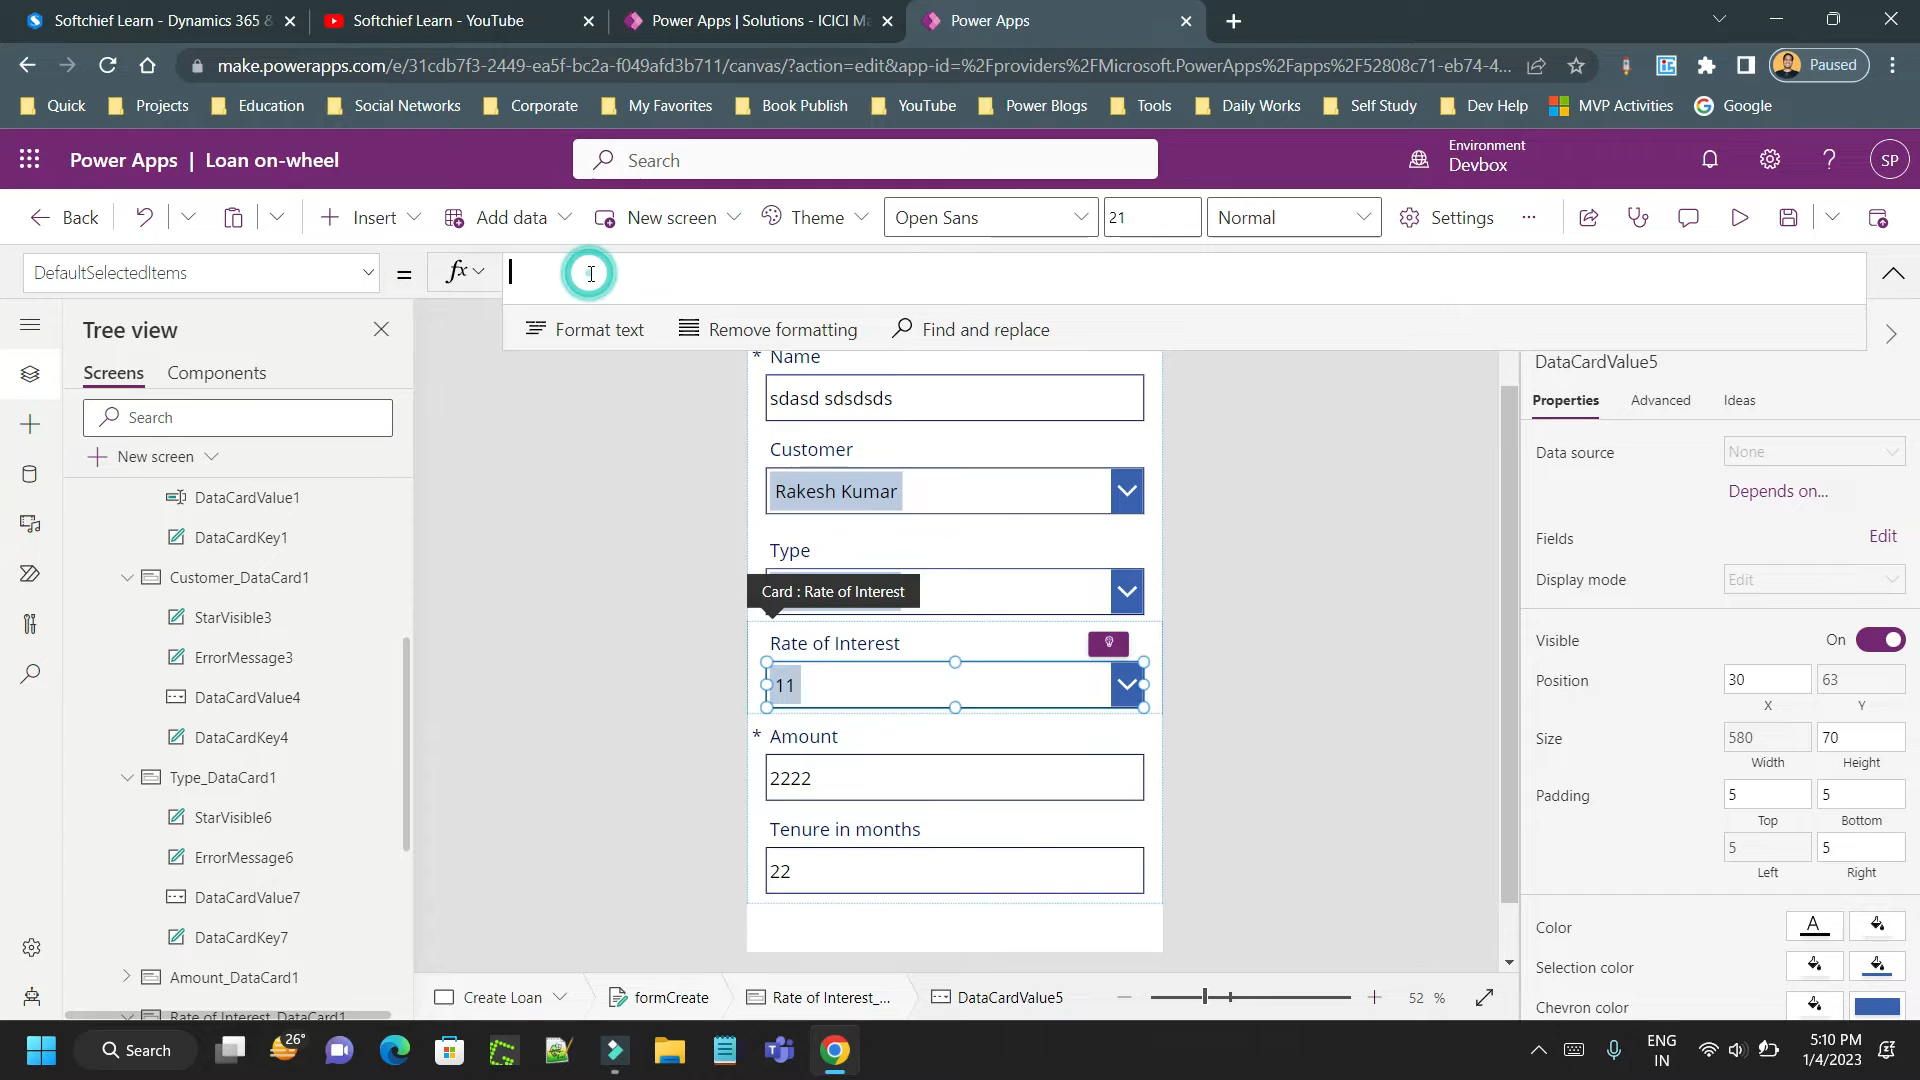 Softchief Learn - Dynamics 365 &
Softchief Learn - YouTube
Power Apps | Solutions - ICICI Ma
Power Apps
make.powerapps.com/e/31cdb7f3-2449-ea5f-bc2a-f049afd3b711/canvas/?action=edit&app-id=%2Fproviders%2FMicrosoft.PowerApps%2Fapps%2F52808c71-eb74-4...
Paused
Quick
Projects
Education
Social Networks
Corporate
My Favorites
Book Publish
YouTube
Power Blogs
Tools
Daily Works
Self Study
Dev Help
MVP Activities
Google
Power Apps | Loan on-wheel
Search
Environment
Devbox
SP
Back
Insert
Add data
New screen
Theme
Open Sans
21
Normal
Settings
DefaultSelectedItems
=
fx
Format text
Remove formatting
Find and replace
Tree view
Screens
Components
Search
New screen
DataCardValue1
DataCardKey1
Customer_DataCard1
StarVisible3
ErrorMessage3
DataCardValue4
DataCardKey4
Type_DataCard1
StarVisible6
ErrorMessage6
DataCardValue7
DataCardKey7
Amount_DataCard1
Rate of Interest_DataCard1
* Name
sdasd sdsdsds
Customer
Rakesh Kumar
Type
Card : Rate of Interest
Rate of Interest
11
* Amount
2222
Tenure in months
22
DataCardValue5
Properties
Advanced
Ideas
Data source
None
Depends on...
Fields
Edit
Display mode
Edit
Visible
On
Position
30
63
X
Y
Size
580
70
Width
Height
Padding
5
5
Top
Bottom
5
5
Left
Right
Color
A
Selection color
Chevron color
Create Loan
formCreate
Rate of Interest_...
DataCardValue5
52 %
Search
26°
ENG
IN
5:10 PM
1/4/2023